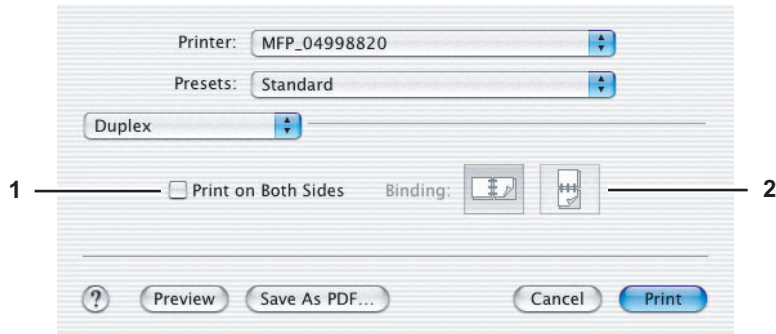 Printer: MFP_04998820
Presets: Standard
Duplex
1 Print on Both Sides Binding: 2
? Preview Save As PDF... Cancel Print